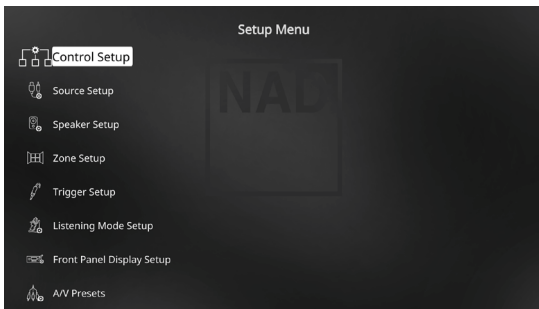 Setup Menu
Control Setup
Source Setup
NAD
Speaker Setup
Zone Setup
Trigger Setup
Listening Mode Setup
Front Panel Display Setup
A/V Presets